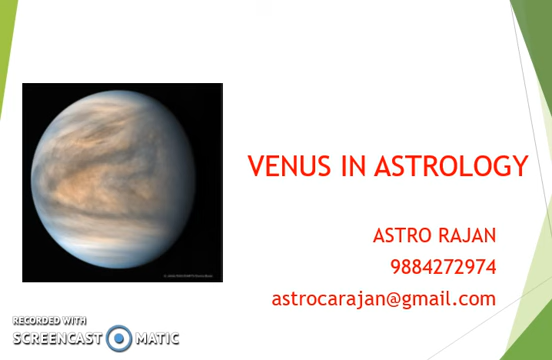 VENUS IN ASTROLOGY
ASTRO RAJAN
9884272974
astrocarajan@gmail.com
RECORDED WITH
SCREENCAST MATIC